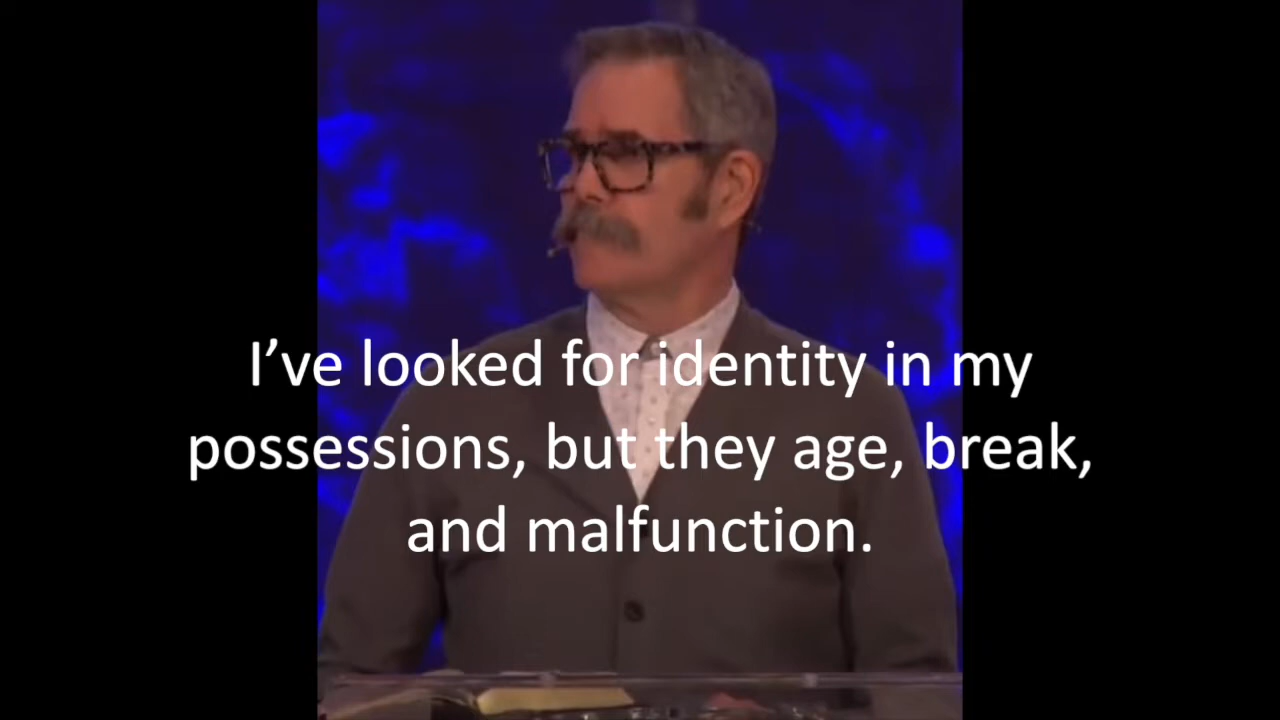 I’ve looked for identity in my
possessions, but they age, break,
and malfunction.